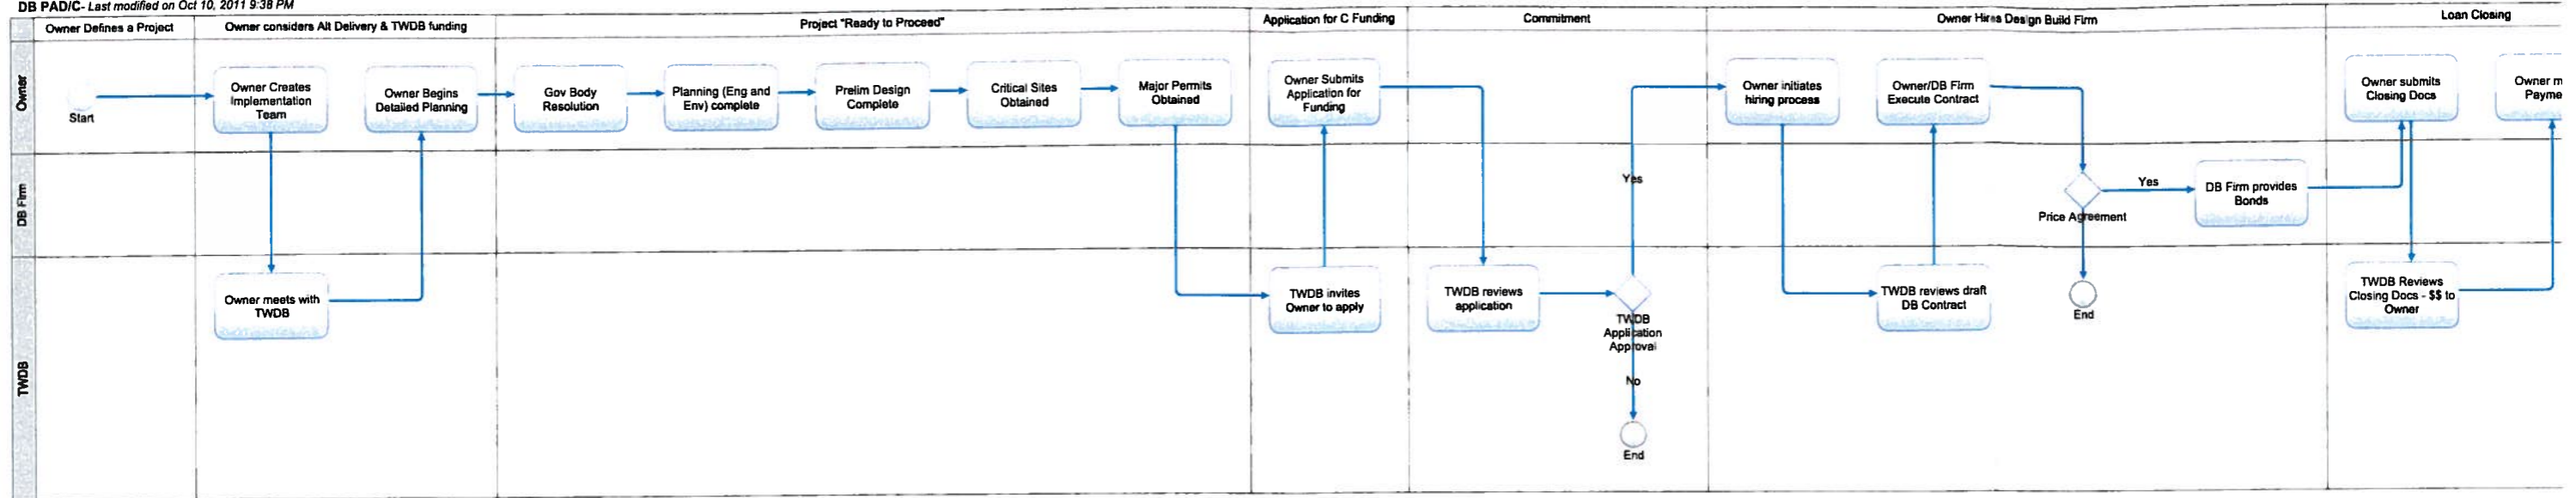 DB PAD/C- Last modified on Oct 10, 2011 9:38 PM
Owner Defines a Project
Owner considers Alt Delivery & TWDB funding
Project "Ready to Proceed"
Application for C Funding
Commitment
Owner Hires Design Build Firm
Loan Closing
Owner
Start
Owner Creates
Implementation
Team
Owner Begins
Detailed Planning
Gov Body
Resolution
Planning (Eng and
Env) complete
Prelim Design
Complete
Critical Sites
Obtained
Major Permits
Obtained
Owner Submits
Application for
Funding
Owner initiates
hiring process
Owner/DB Firm
Execute Contract
Owner submits
Closing Docs
Owner m
Payme
DB Firm
Yes
Yes
Price Agreement
DB Firm provides
Bonds
TWDB
Owner meets with
TWDB
TWDB invites
Owner to apply
TWDB reviews
application
TWDB
Application
Approval
No
End
TWDB reviews draft
DB Contract
End
TWDB Reviews
Closing Docs - $$ to
Owner